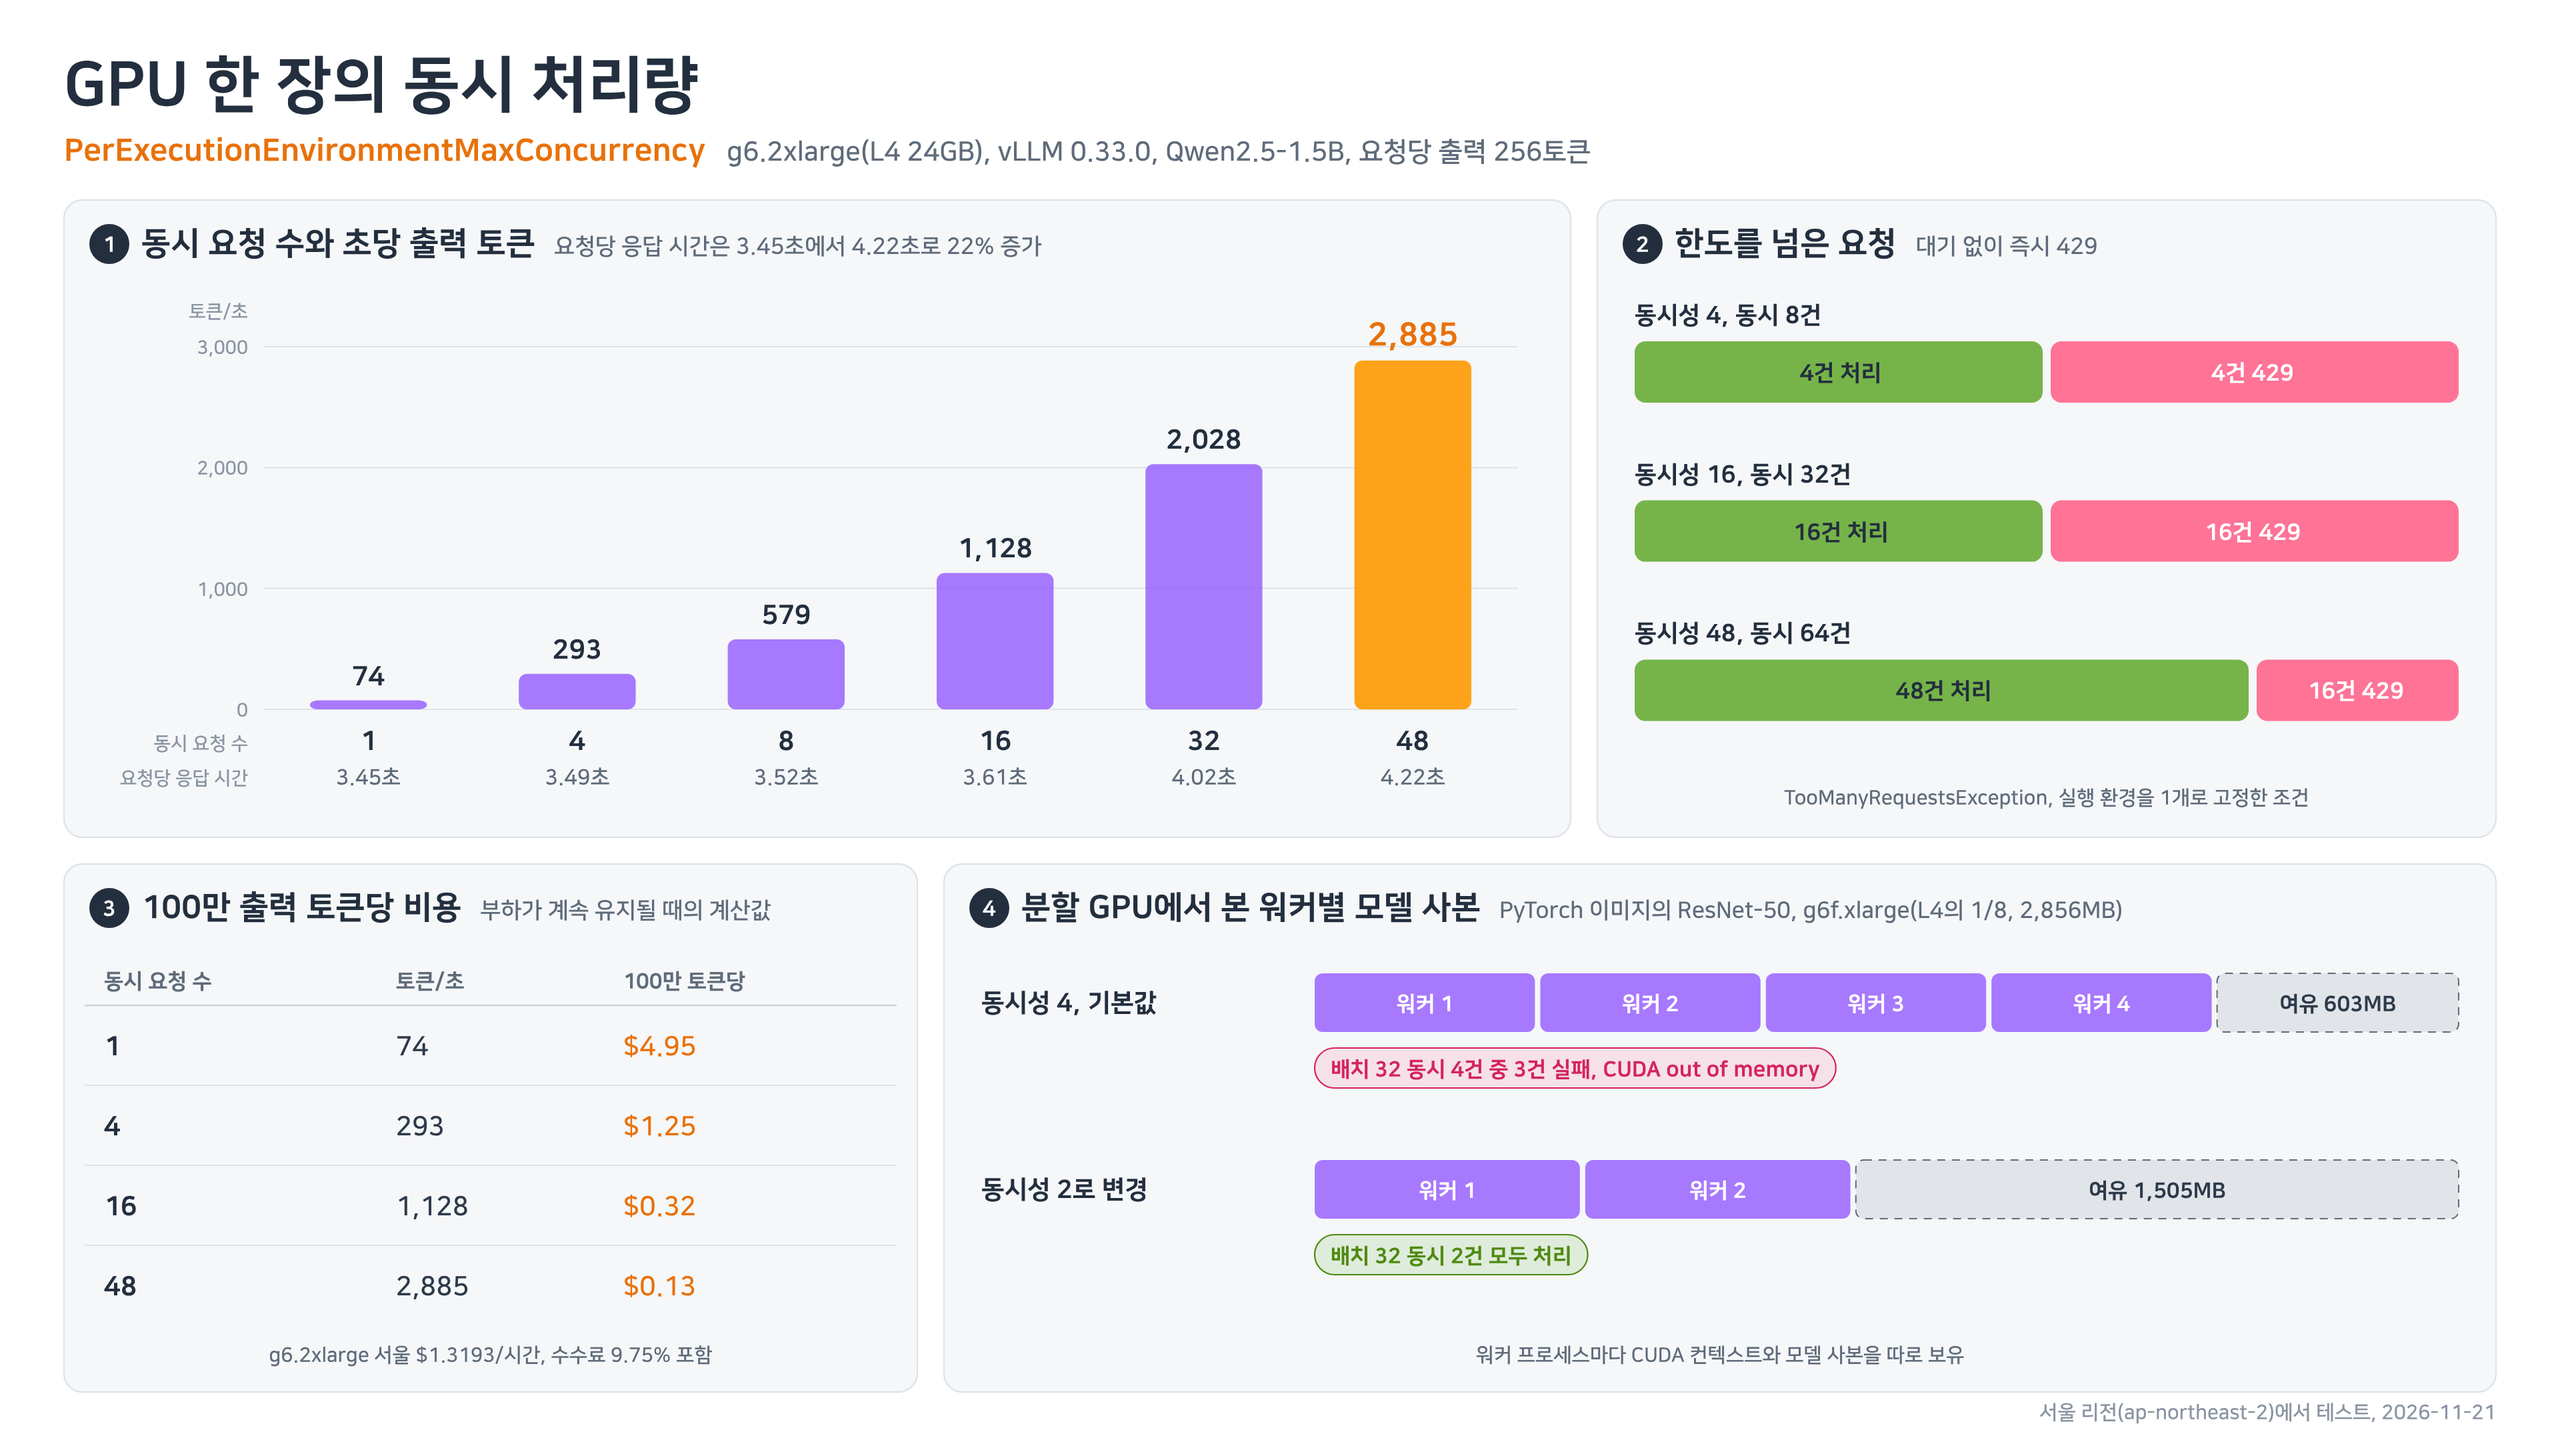 GPU 한 장의 동시 처리량
PerExecutionEnvironmentMaxConcurrency g6.2xlarge(L4 24GB), vLLM 0.33.0, Qwen2.5-1.5B, 요청당 출력 256토큰
1 동시 요청 수와 초당 출력 토큰 요청당 응답 시간은 3.45초에서 4.22초로 22% 증가
토큰/초
3,000
2,000
1,000
0
74
293
579
1,128
2,028
2,885
동시 요청 수 1 4 8 16 32 48
요청당 응답 시간 3.45초 3.49초 3.52초 3.61초 4.02초 4.22초
2 한도를 넘은 요청 대기 없이 즉시 429
동시성 4, 동시 8건
4건 처리 4건 429
동시성 16, 동시 32건
16건 처리 16건 429
동시성 48, 동시 64건
48건 처리 16건 429
TooManyRequestsException, 실행 환경을 1개로 고정한 조건
3 100만 출력 토큰당 비용 부하가 계속 유지될 때의 계산값
동시 요청 수 토큰/초 100만 토큰당
1 74 $4.95
4 293 $1.25
16 1,128 $0.32
48 2,885 $0.13
g6.2xlarge 서울 $1.3193/시간, 수수료 9.75% 포함
4 분할 GPU에서 본 워커별 모델 사본 PyTorch 이미지의 ResNet-50, g6f.xlarge(L4의 1/8, 2,856MB)
동시성 4, 기본값 워커 1 워커 2 워커 3 워커 4 여유 603MB
배치 32 동시 4건 중 3건 실패, CUDA out of memory
동시성 2로 변경 워커 1 워커 2 여유 1,505MB
배치 32 동시 2건 모두 처리
워커 프로세스마다 CUDA 컨텍스트와 모델 사본을 따로 보유
서울 리전(ap-northeast-2)에서 테스트, 2026-11-21